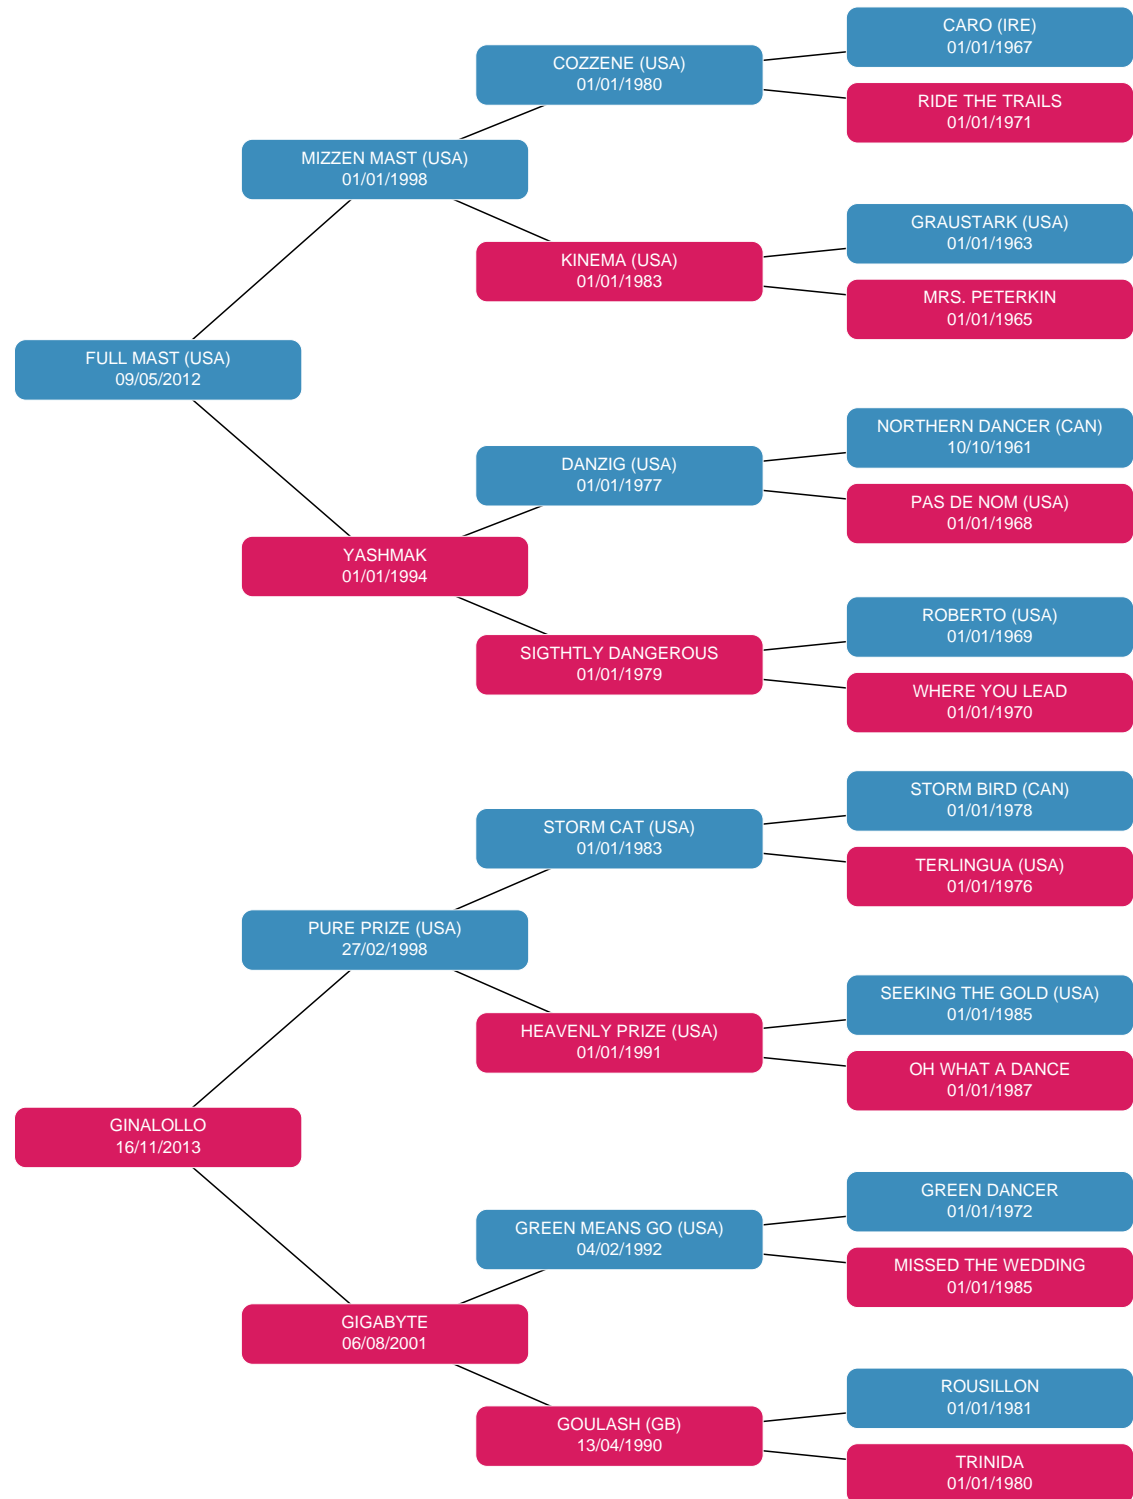 CARO (IRE)
01/01/1967
COZZENE (USA)
01/01/1980
RIDE THE TRAILS
01/01/1971
MIZZEN MAST (USA)
01/01/1998
GRAUSTARK (USA)
01/01/1963
KINEMA (USA)
01/01/1983
MRS. PETERKIN
01/01/1965
FULL MAST (USA)
09/05/2012
NORTHERN DANCER (CAN)
10/10/1961
DANZIG (USA)
01/01/1977
PAS DE NOM (USA)
01/01/1968
YASHMAK
01/01/1994
ROBERTO (USA)
01/01/1969
SIGTHTLY DANGEROUS
01/01/1979
WHERE YOU LEAD
01/01/1970
STORM BIRD (CAN)
01/01/1978
STORM CAT (USA)
01/01/1983
TERLINGUA (USA)
01/01/1976
PURE PRIZE (USA)
27/02/1998
SEEKING THE GOLD (USA)
01/01/1985
HEAVENLY PRIZE (USA)
01/01/1991
OH WHAT A DANCE
01/01/1987
GINALOLLO
16/11/2013
GREEN DANCER
01/01/1972
GREEN MEANS GO (USA)
04/02/1992
MISSED THE WEDDING
01/01/1985
GIGABYTE
06/08/2001
ROUSILLON
01/01/1981
GOULASH (GB)
13/04/1990
TRINIDA
01/01/1980